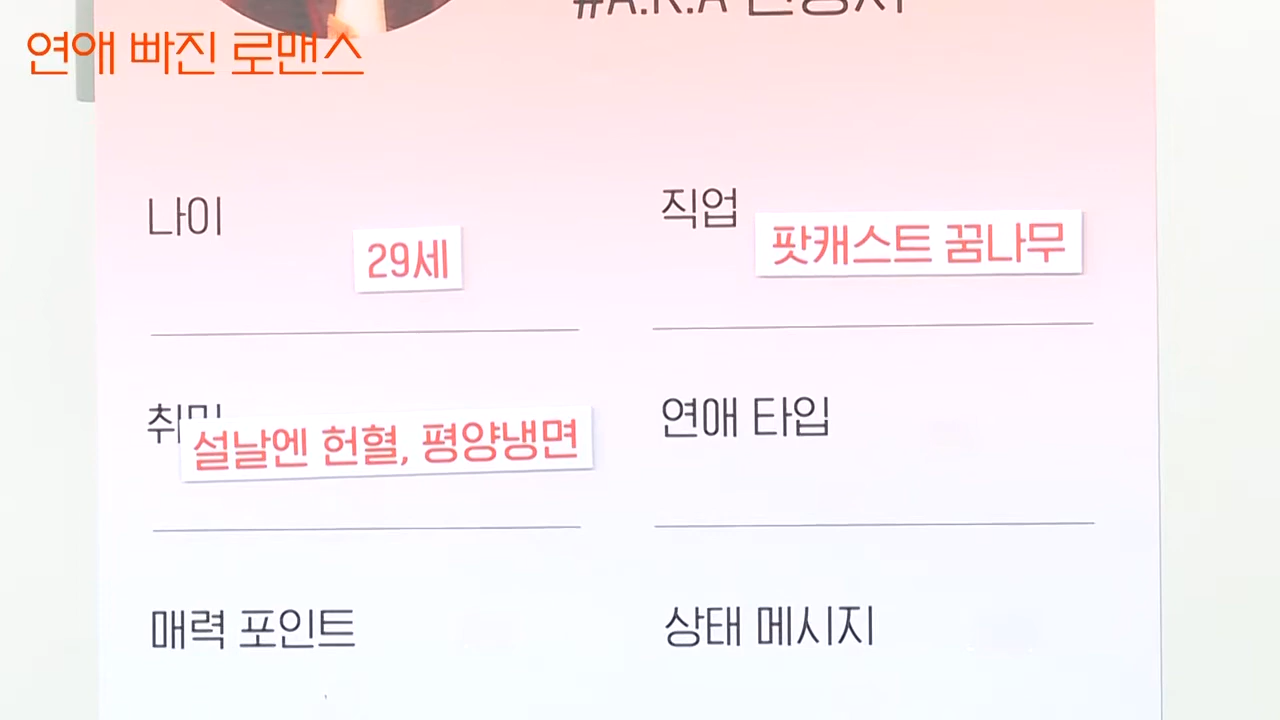 #A.K.A
연애 빠진 로맨스
나이
29세
직업
팟캐스트 꿈나무
취미
설날엔 헌혈, 평양냉면
연애 타입
매력 포인트
상태 메시지